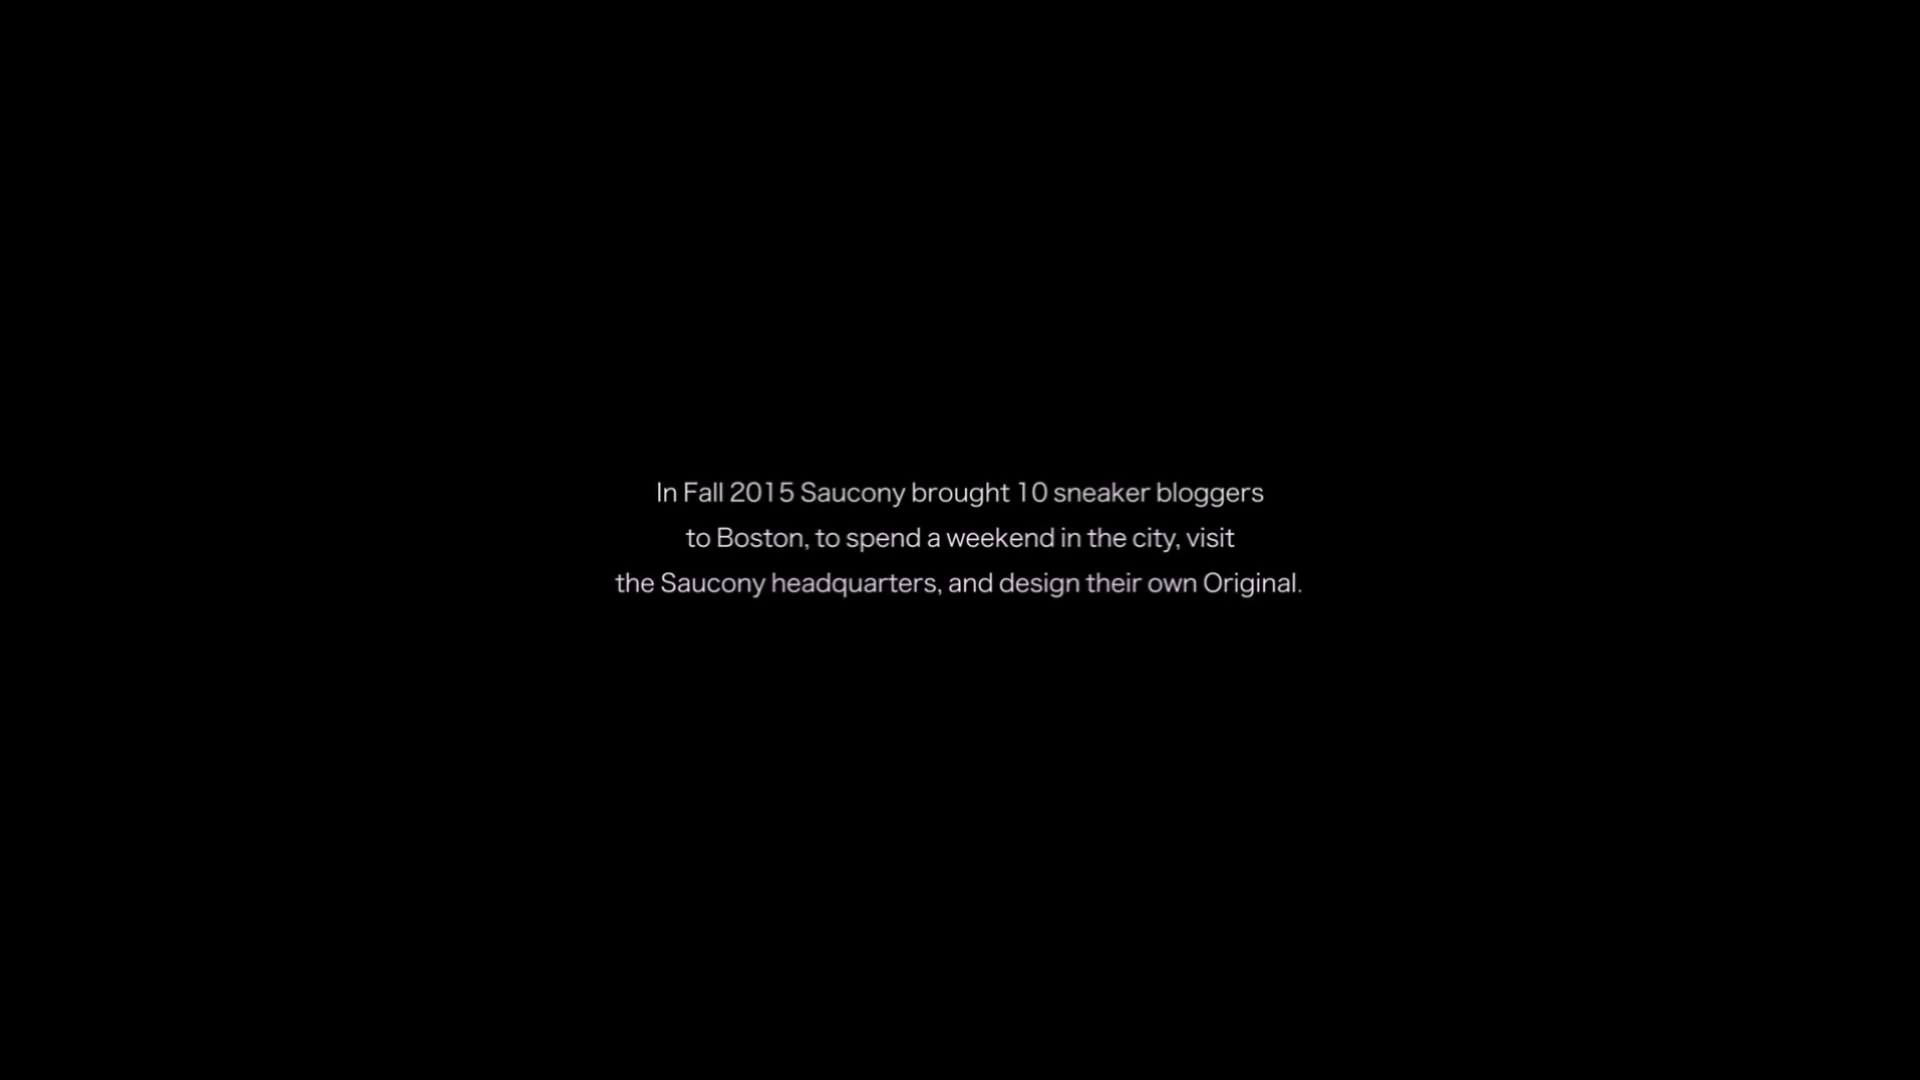 In Fall 2015 Saucony brought 10 sneaker bloggers
to Boston, to spend a weekend in the city, visit
the Saucony headquarters, and design their own Original.